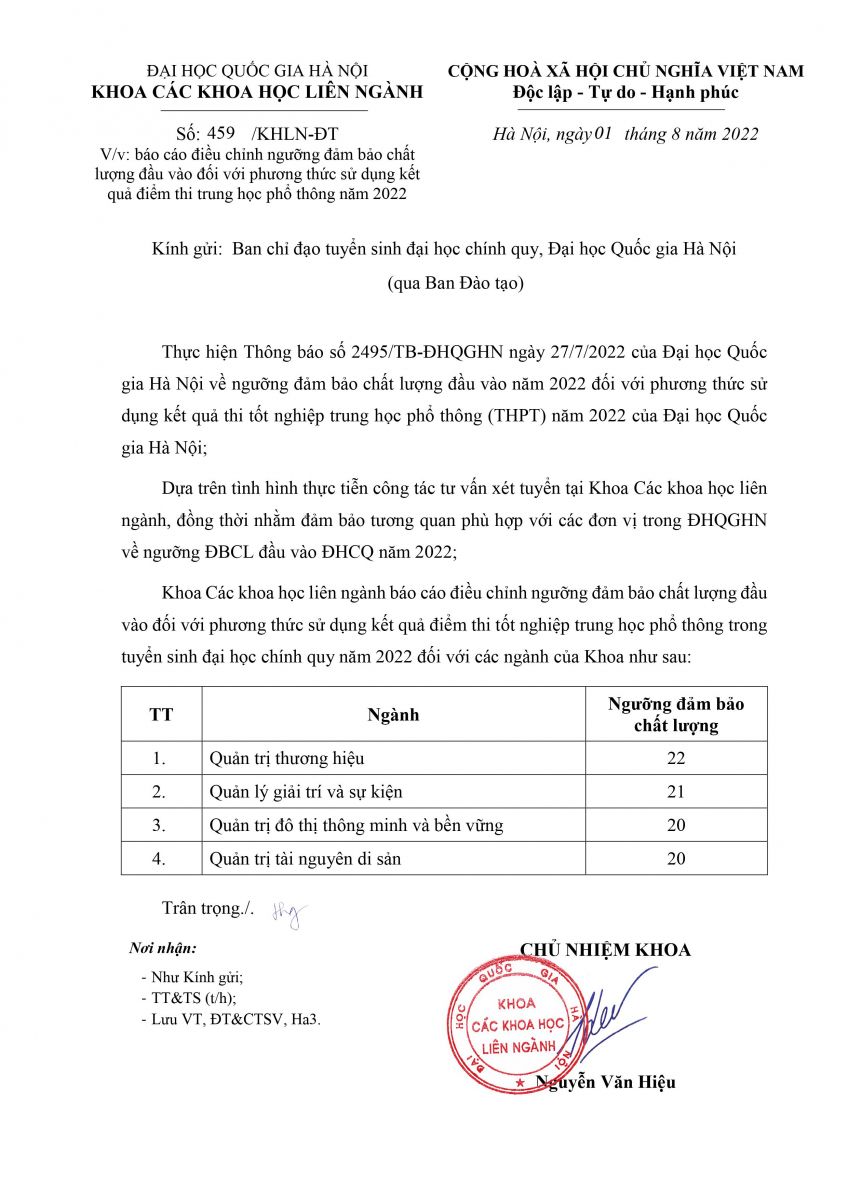 ĐẠI HỌC QUỐC GIA HÀ NỘI
KHOA CÁC KHOA HỌC LIÊN NGÀNH
Số: 459 /KHLN-ĐT
V/v: báo cáo điều chỉnh ngưỡng đảm bảo chất
lượng đầu vào đối với phương thức sử dụng kết
quả điểm thi trung học phổ thông năm 2022
CỘNG HOÀ XÃ HỘI CHỦ NGHĨA VIỆT NAM
Độc lập - Tự do - Hạnh phúc
Hà Nội, ngày 01 tháng 8 năm 2022
Kính gửi: Ban chỉ đạo tuyển sinh đại học chính quy, Đại học Quốc gia Hà Nội
(qua Ban Đào tạo)
Thực hiện Thông báo số 2495/TB-ĐHQGHN ngày 27/7/2022 của Đại học Quốc
gia Hà Nội về ngưỡng đảm bảo chất lượng đầu vào năm 2022 đối với phương thức sử
dụng kết quả thi tốt nghiệp trung học phổ thông (THPT) năm 2022 của Đại học Quốc
gia Hà Nội;
Dựa trên tình hình thực tiễn công tác tư vấn xét tuyển tại Khoa Các khoa học liên
ngành, đồng thời nhằm đảm bảo tương quan phù hợp với các đơn vị trong ĐHQGHN
về ngưỡng ĐBCL đầu vào ĐHCQ năm 2022;
Khoa Các khoa học liên ngành báo cáo điều chỉnh ngưỡng đảm bảo chất lượng đầu
vào đối với phương thức sử dụng kết quả điểm thi tốt nghiệp trung học phổ thông trong
tuyển sinh đại học chính quy năm 2022 đối với các ngành của Khoa như sau:
TT Ngành Ngưỡng đảm bảo
chất lượng
1. Quản trị thương hiệu 22
2. Quản lý giải trí và sự kiện 21
3. Quản trị đô thị thông minh và bền vững 20
4. Quản trị tài nguyên di sản 20
Trân trọng./.
Nơi nhận:
- Như Kính gửi;
- TT&TS (t/h);
- Lưu VT, ĐT&CTSV, Ha3.
CHỦ NHIỆM KHOA
ĐẠI HỌC QUỐC GIA HÀ NỘI
KHOA
CÁC KHOA HỌC
LIÊN NGÀNH
Nguyễn Văn Hiệu